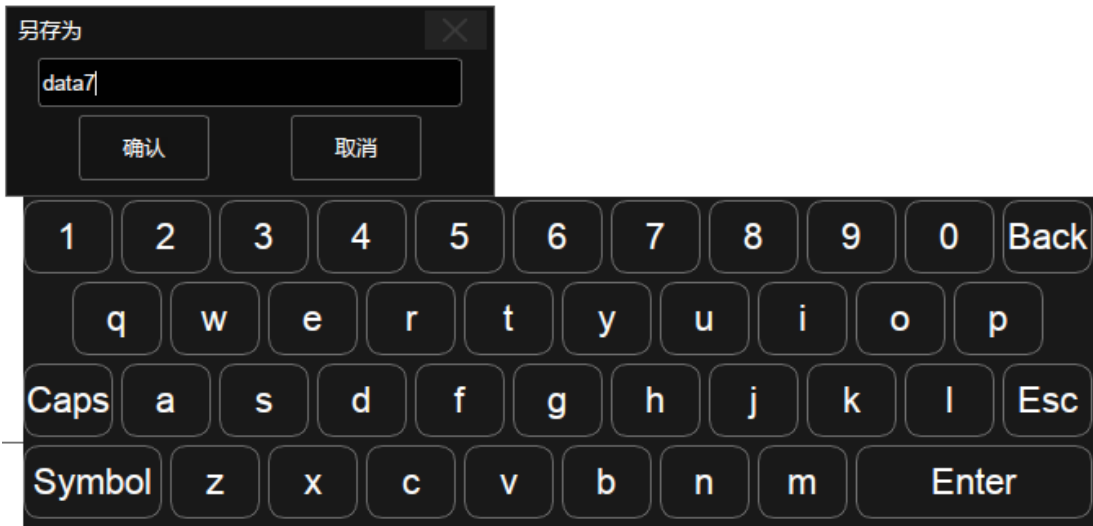 另存为
data7
确认 取消
1 2 3 4 5 6 7 8 9 0 Back
q w e r t y u i o p
Caps a s d f g h j k l Esc
Symbol z x c v b n m Enter